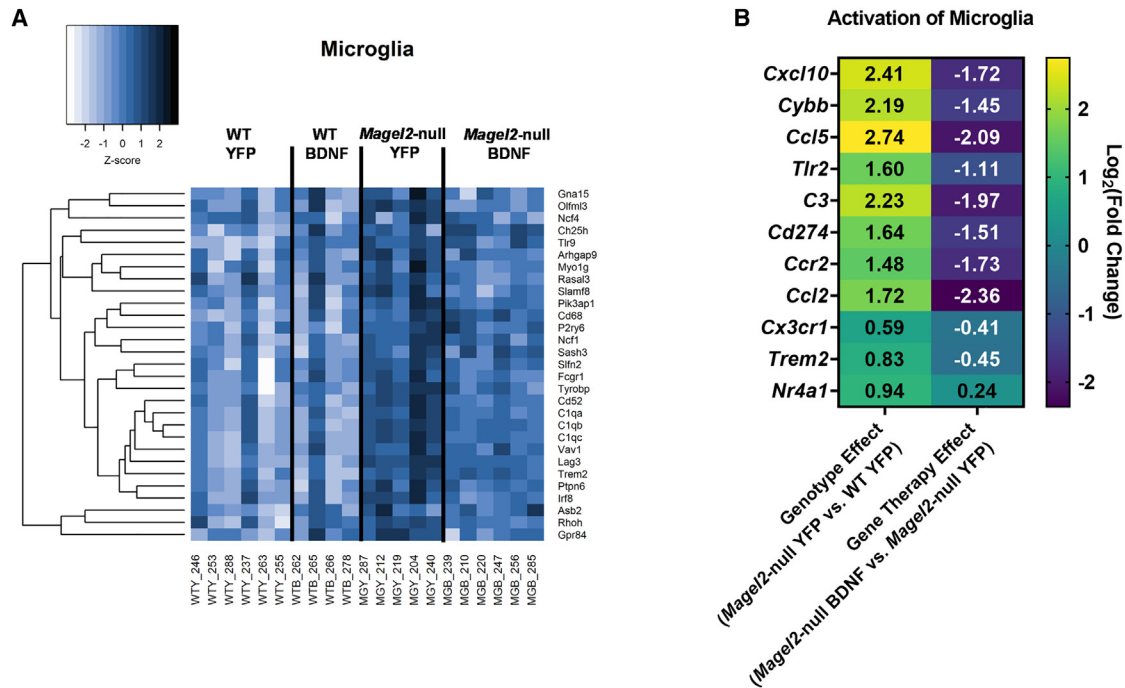 A
Microglia
-2 -1 0 1 2
Z-score
WT
YFP
WT
BDNF
Magel2-null
YFP
Magel2-null
BDNF
Gna15
Olfml3
Ncf4
Ch25h
Tlr9
Arhgap9
Myo1g
Rasal3
Slamf8
Pik3ap1
Cd68
P2ry6
Ncf1
Sash3
Slfn2
Fcgr1
Tyrobp
Cd52
C1qa
C1qb
C1qc
Vav1
Lag3
Trem2
Ptpn6
Irf8
Asb2
Rhoh
Gpr84
WTY_246
WTY_253
WTY_288
WTY_237
WTY_263
WTY_255
WTB_262
WTB_265
WTB_266
WTB_278
MGY_287
MGY_212
MGY_219
MGY_204
MGY_240
MGB_239
MGB_210
MGB_220
MGB_247
MGB_256
MGB_285
B
Activation of Microglia
Cxcl10 2.41 -1.72
Cybb 2.19 -1.45
Ccl5 2.74 -2.09
Tlr2 1.60 -1.11
C3 2.23 -1.97
Cd274 1.64 -1.51
Ccr2 1.48 -1.73
Ccl2 1.72 -2.36
Cx3cr1 0.59 -0.41
Trem2 0.83 -0.45
Nr4a1 0.94 0.24
2
1
0
-1
-2
Log2(Fold Change)
Genotype Effect
(Magel2-null YFP vs. WT YFP)
Gene Therapy Effect
(Magel2-null BDNF vs. Magel2-null YFP)